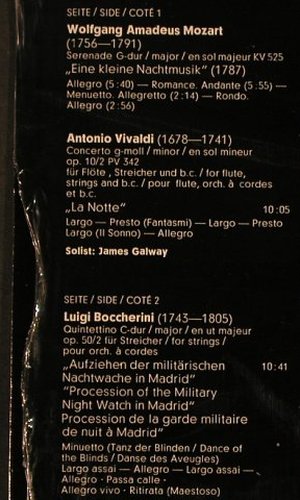 SEITE / SIDE / COTÉ 1
Wolfgang Amadeus Mozart
(1756—1791)
Serenade G-dur / major / en sol majeur KV 525
„Eine kleine Nachtmusik“ (1787)
Allegro (5:40) — Romance. Andante (5:55) —
Menuetto. Allegretto (2:14) — Rondo.
Allegro (2:56)
Antonio Vivaldi (1678—1741)
Concerto g-moll / minor / en sol mineur
op. 10/2 PV 342
für Flöte , Streicher und b.c. / for flute,
strings and b.c. / pour flute, orch. à cordes
et b.c.
„La Notte“ 10:05
Largo — Presto (Fantasmi) — Largo — Presto
Largo (Il Sonno) — Allegro
Solist: James Galway
SEITE / SIDE / COTÉ 2
Luigi Boccherini (1743—1805)
Quintettino C-dur / major / en ut majeur
op. 50/2 für Streicher / for strings /
pour orch. à cordes
„Aufziehen der militärischen 10:41
Nachtwache in Madrid“
“Procession of the Military
Night Watch in Madrid“
Procession de la garde militaire
de nuit à Madrid“
Minuetto (Tanz der Blinden / Dance of
the Blinds / Danse des Aveugles)
Largo assai — Allegro — Largo assai —
Allegro · Passa calle ·
Allegro vivo · Ritirata (Maestoso)